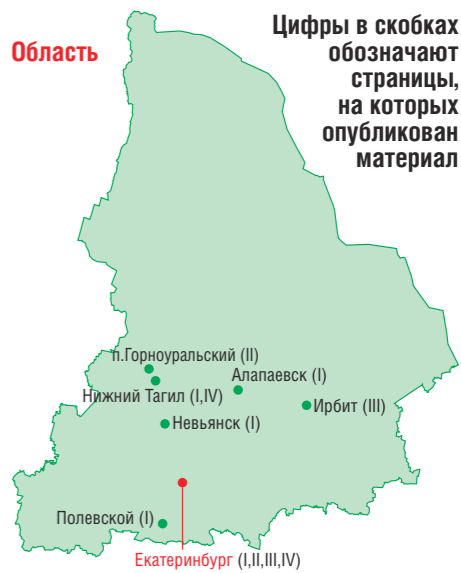 Область
Цифры в скобках
обозначают
страницы,
на которых
опубликован
материал
п.Горноуральский (II)
Алапаевск (I)
Нижний Тагил (I,IV)
Ирбит (III)
Невьянск (I)
Полевской (I)
Екатеринбург (I,II,III,IV)